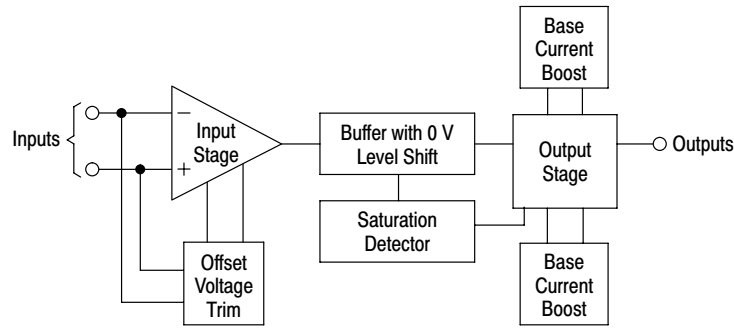 Base
Current
Boost
Inputs
−
+
Input
Stage
Buffer with 0 V
Level Shift
Output
Stage
Outputs
Saturation
Detector
Offset
Voltage
Trim
Base
Current
Boost